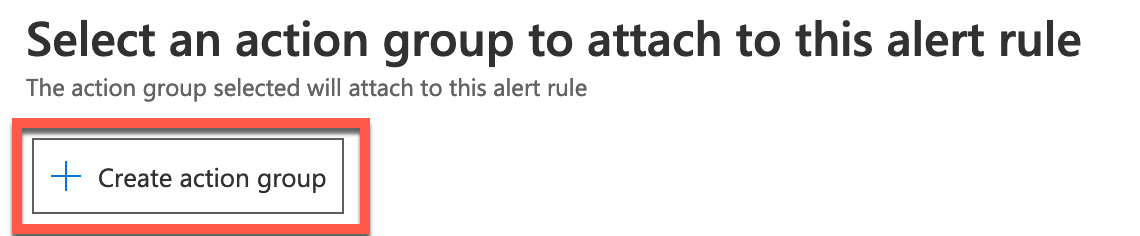 Select an action group to attach to this alert rule
The action group selected will attach to this alert rule
Create action group